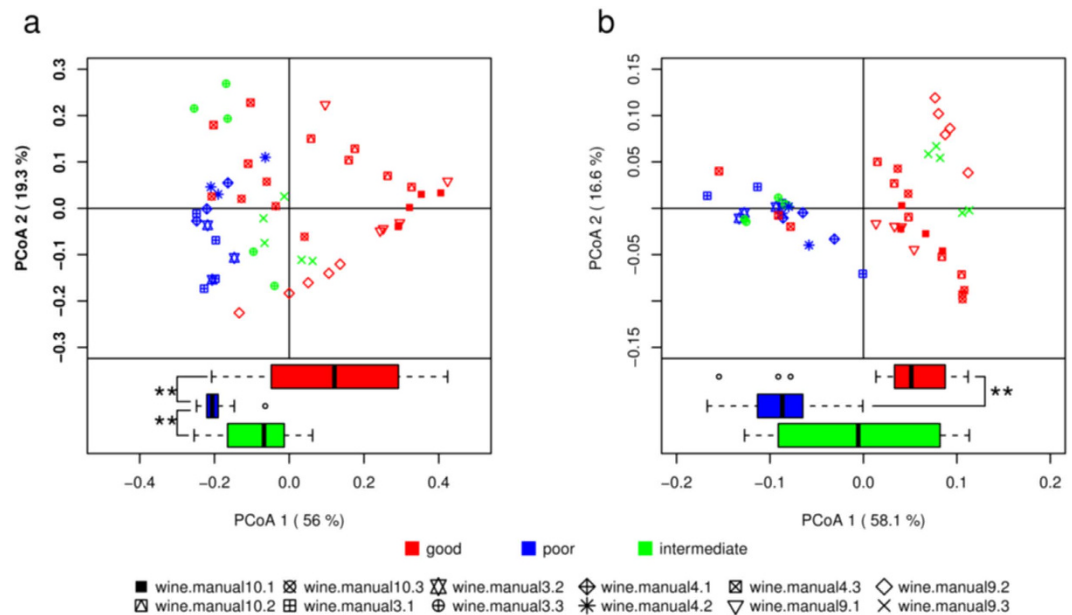 a
b
PCoA 2 ( 19.3 %)
0.3
0.2
0.1
0.0
−0.1
−0.2
−0.3
**
**
−0.4
−0.2
0.0
0.2
0.4
PCoA 1 ( 56 %)
PCoA 2 ( 16.6 %)
0.15
0.10
0.05
0.00
−0.05
−0.15
**
−0.2
−0.1
0.0
0.1
0.2
PCoA 1 ( 58.1 %)
good poor intermediate
wine.manual10.1 wine.manual10.3 wine.manual3.2 wine.manual4.1 wine.manual4.3 wine.manual9.2
wine.manual10.2 wine.manual3.1 wine.manual3.3 wine.manual4.2 wine.manual9.1 wine.manual9.3